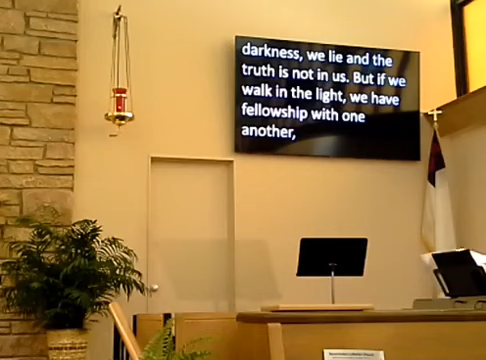 darkness, we lie and the
truth is not in us. But if we
walk in the light, we have
fellowship with one
another,